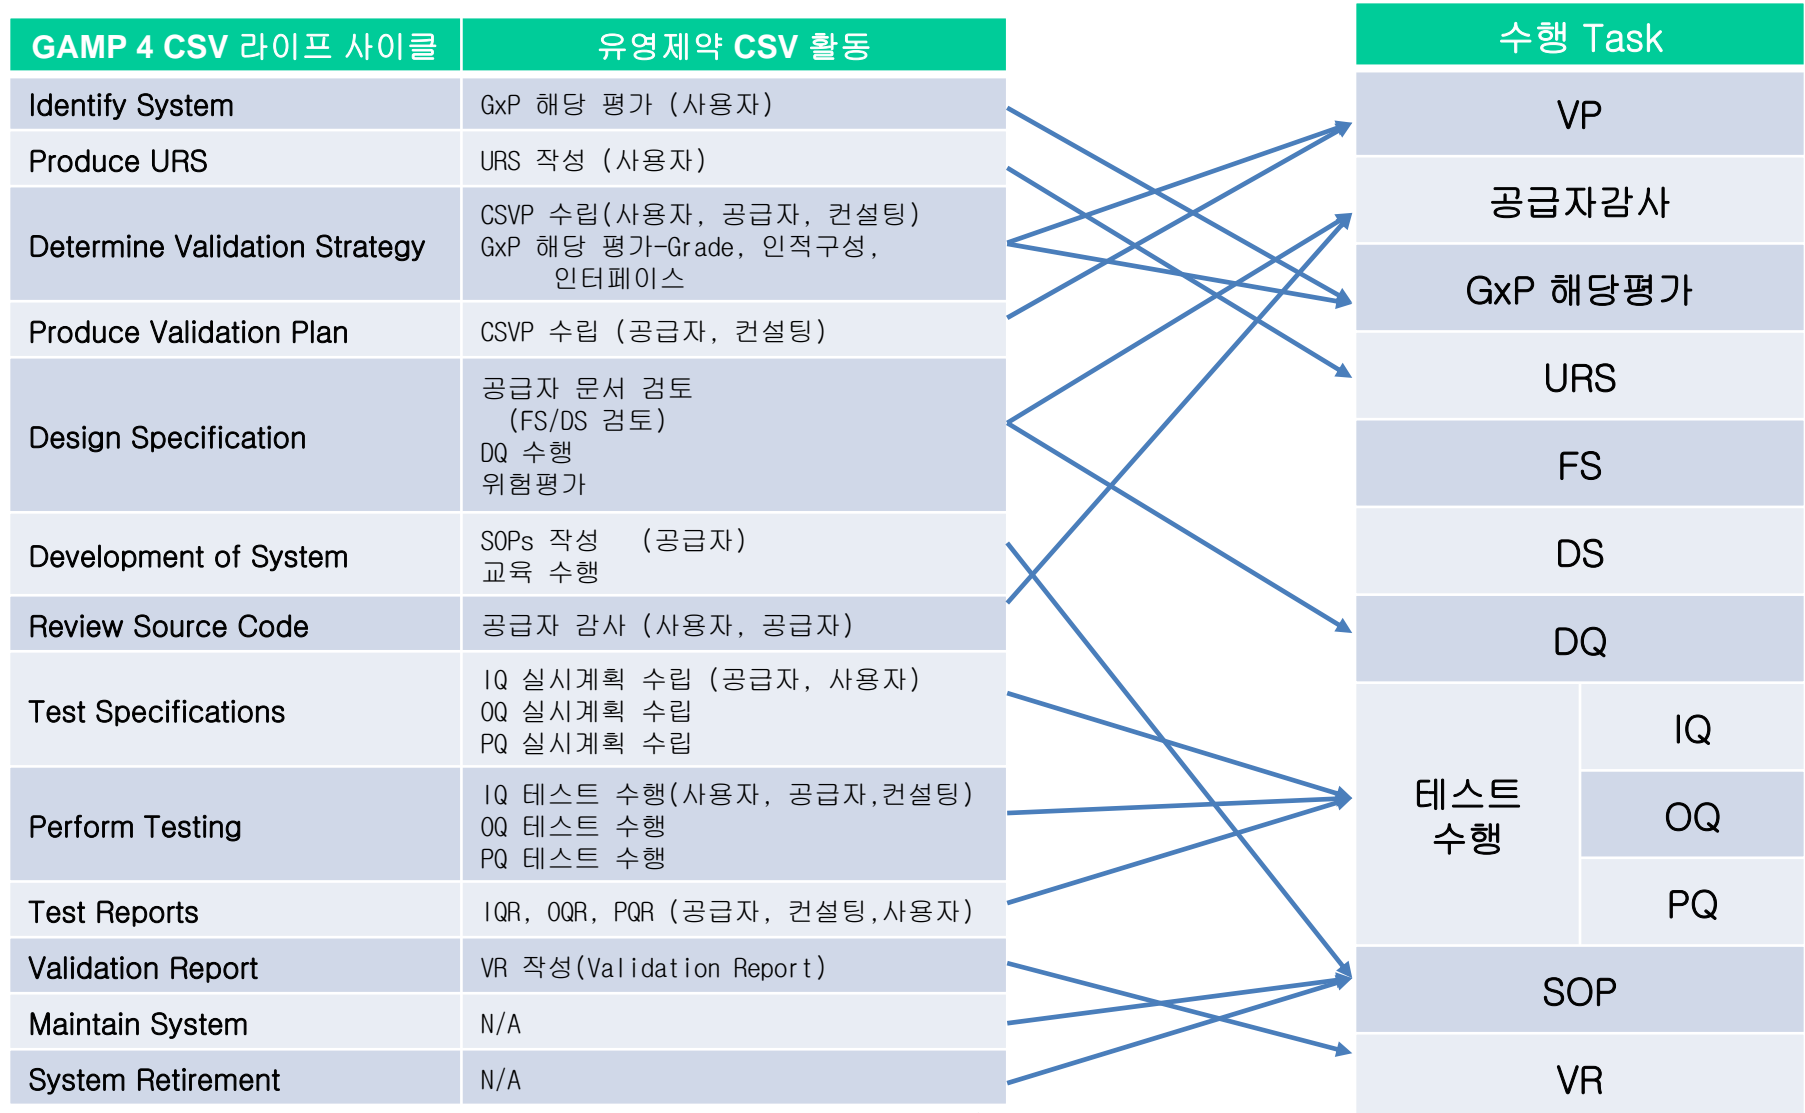 GAMP 4 CSV 라이프 사이클
유영제약 CSV 활동
Identify System
GxP 해당 평가 (사용자)
Produce URS
URS 작성 (사용자)
Determine Validation Strategy
CSVP 수립(사용자, 공급자, 컨설팅)
GxP 해당 평가-Grade, 인적구성,
인터페이스
Produce Validation Plan
CSVP 수립 (공급자, 컨설팅)
Design Specification
공급자 문서 검토
(FS/DS 검토)
DQ 수행
위험평가
Development of System
SOPs 작성 (공급자)
교육 수행
Review Source Code
공급자 감사 (사용자, 공급자)
Test Specifications
IQ 실시계획 수립 (공급자, 사용자)
OQ 실시계획 수립
PQ 실시계획 수립
Perform Testing
IQ 테스트 수행(사용자, 공급자,컨설팅)
OQ 테스트 수행
PQ 테스트 수행
Test Reports
IQR, OQR, PQR (공급자, 컨설팅,사용자)
Validation Report
VR 작성(Validation Report)
Maintain System
N/A
System Retirement
N/A
수행 Task
VP
공급자감사
GxP 해당평가
URS
FS
DS
DQ
테스트
수행
IQ
OQ
PQ
SOP
VR